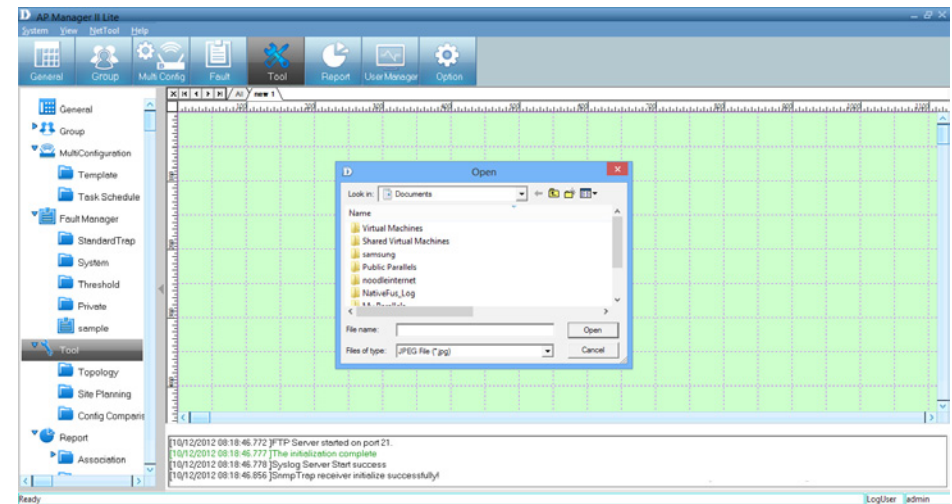 AP Manager II Lite
System View NetTool Help
General Group Multi Config Fault Tool Report User Manager Option
General
Group
MultiConfiguration
Template
Task Schedule
Fault Manager
StandardTrap
System
Threshold
Private
sample
Tool
Topology
Site Planning
Config Comparis
Report
Association
All new 1
Open
Look in: Documents
Name
Virtual Machines
Shared Virtual Machines
samsung
Public Parallels
noodleinternet
NativeFus_Log
File name: Open
Files of type: JPEG File (*.jpg) Cancel
[10/12/2012 08:18:46.772 ]FTP Server started on port 21.
[10/12/2012 08:18:46.777 ]The initialization complete
[10/12/2012 08:18:46.778 ]Syslog Server Start success
[10/12/2012 08:18:46.856 ]SnmpTrap receiver initialize successfully!
Ready LogUser admin